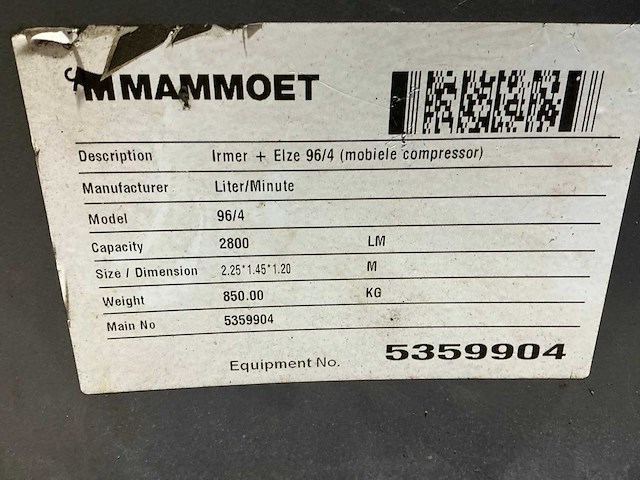 MAMMOET
Description Irmer + Elze 96/4 (mobiele compressor)
Manufacturer Liter/Minute
Model 96/4
Capacity 2800 LM
Size / Dimension 2.25*1.45*1.20 M
Weight 850.00 KG
Main No 5359904
Equipment No. 5359904